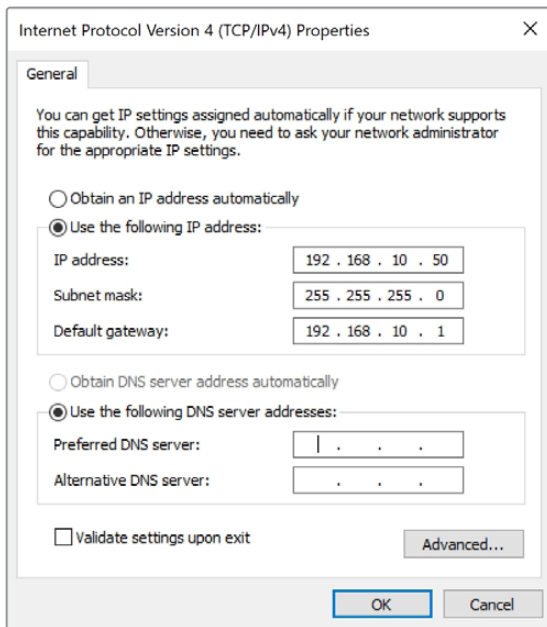 Internet Protocol Version 4 (TCP/IPv4) Properties
General
You can get IP settings assigned automatically if your network supports
this capability. Otherwise, you need to ask your network administrator
for the appropriate IP settings.
Obtain an IP address automatically
Use the following IP address:
IP address: 192 . 168 . 10 . 50
Subnet mask: 255 . 255 . 255 . 0
Default gateway: 192 . 168 . 10 . 1
Obtain DNS server address automatically
Use the following DNS server addresses:
Preferred DNS server: . . .
Alternative DNS server: . . .
Validate settings upon exit
Advanced...
OK Cancel